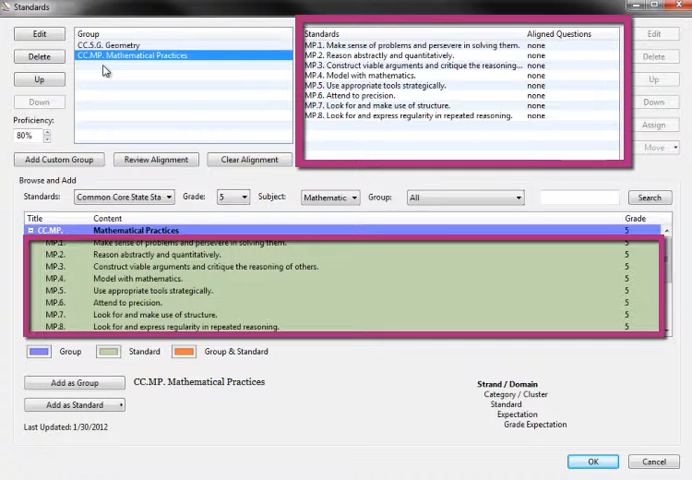 Standards
Edit
Delete
Up
Down
Proficiency:
80%
Group
CC.5.G. Geometry
CC.MP. Mathematical Practices
Standards Aligned Questions
MP.1. Make sense of problems and persevere in solving them. none
MP.2. Reason abstractly and quantitatively. none
MP.3. Construct viable arguments and critique the reasoning... none
MP.4. Model with mathematics. none
MP.5. Use appropriate tools strategically. none
MP.6. Attend to precision. none
MP.7. Look for and make use of structure. none
MP.8. Look for and express regularity in repeated reasoning. none
Edit
Delete
Up
Down
Assign
Move
Add Custom Group Review Alignment Clear Alignment
Browse and Add
Standards: Common Core State Sta Grade: 5 Subject: Mathematic Group: All Search
Title Content Grade
CC.MP. Mathematical Practices 5
MP.1. Make sense of problems and persevere in solving them. 5
MP.2. Reason abstractly and quantitatively. 5
MP.3. Construct viable arguments and critique the reasoning of others. 5
MP.4. Model with mathematics. 5
MP.5. Use appropriate tools strategically. 5
MP.6. Attend to precision. 5
MP.7. Look for and make use of structure. 5
MP.8. Look for and express regularity in repeated reasoning. 5
Group Standard Group & Standard
Add as Group CC.MP. Mathematical Practices
Add as Standard
Last Updated: 1/30/2012
Strand / Domain
Category / Cluster
Standard
Expectation
Grade Expectation
OK Cancel